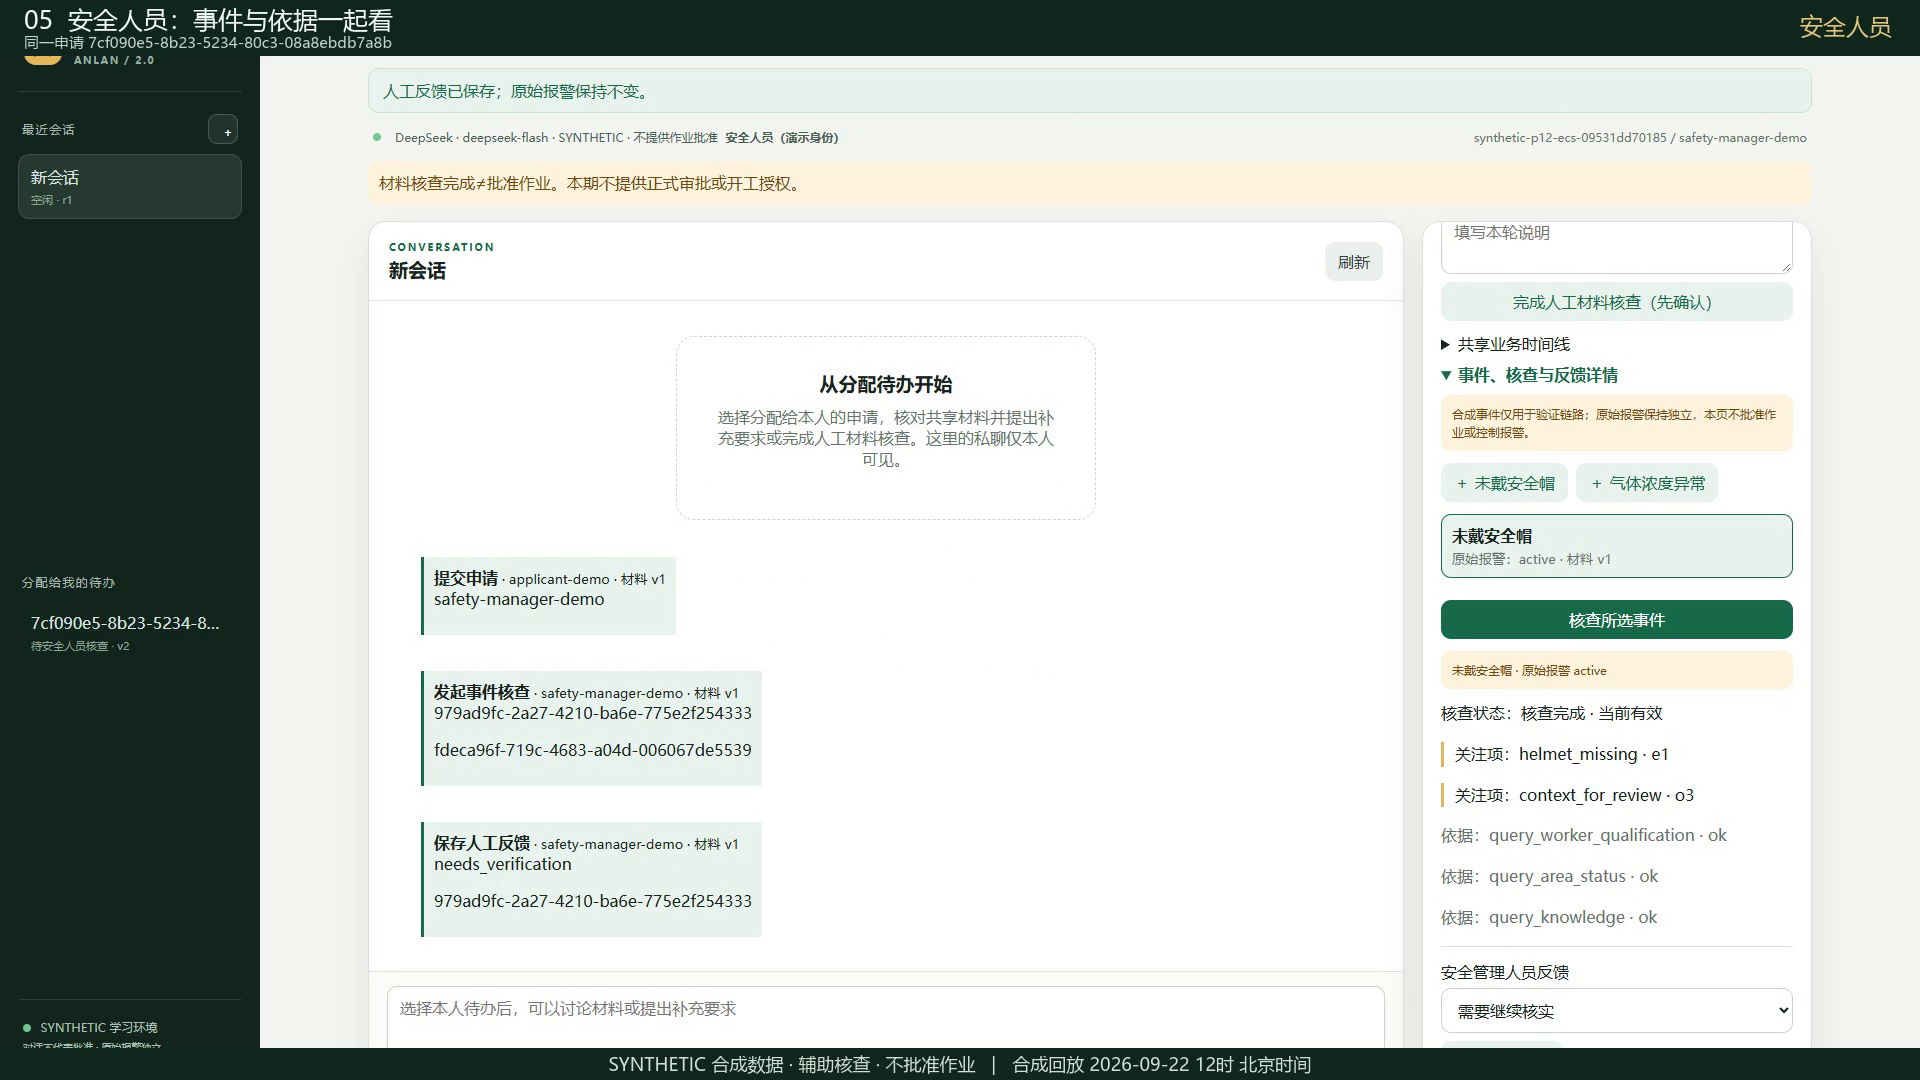 05 安全人员：事件与依据一起看
同一申请 7cf090e5-8b23-5234-80c3-08a8ebdb7a8b
安全人员
ANLAN / 2.0
最近会话
+
新会话
空闲 · r1
分配给我的待办
7cf090e5-8b23-5234-8...
待安全人员核查 · v2
SYNTHETIC 学习环境
人工反馈已保存；原始报警保持不变。
DeepSeek · deepseek-flash · SYNTHETIC · 不提供作业批准 安全人员（演示身份）
synthetic-p12-ecs-09531dd70185 / safety-manager-demo
材料核查完成≠批准作业。本期不提供正式审批或开工授权。
CONVERSATION
新会话
刷新
从分配待办开始
选择分配给本人的申请，核对共享材料并提出补
充要求或完成人工材料核查。这里的私聊仅本人
可见。
提交申请 · applicant-demo · 材料 v1
safety-manager-demo
发起事件核查 · safety-manager-demo · 材料 v1
979ad9fc-2a27-4210-ba6e-775e2f254333
fdeca96f-719c-4683-a04d-006067de5539
保存人工反馈 · safety-manager-demo · 材料 v1
needs_verification
979ad9fc-2a27-4210-ba6e-775e2f254333
选择本人待办后，可以讨论材料或提出补充要求
填写本轮说明
完成人工材料核查（先确认）
▶ 共享业务时间线
▼ 事件、核查与反馈详情
合成事件仅用于验证链路；原始报警保持独立，本页不批准作
业或控制报警。
+ 未戴安全帽
+ 气体浓度异常
未戴安全帽
原始报警：active · 材料 v1
核查所选事件
未戴安全帽 · 原始报警 active
核查状态：核查完成 · 当前有效
关注项：helmet_missing · e1
关注项：context_for_review · o3
依据：query_worker_qualification · ok
依据：query_area_status · ok
依据：query_knowledge · ok
安全管理人员反馈
需要继续核实
SYNTHETIC 合成数据 · 辅助核查 · 不批准作业 | 合成回放 2026-09-22 12时 北京时间